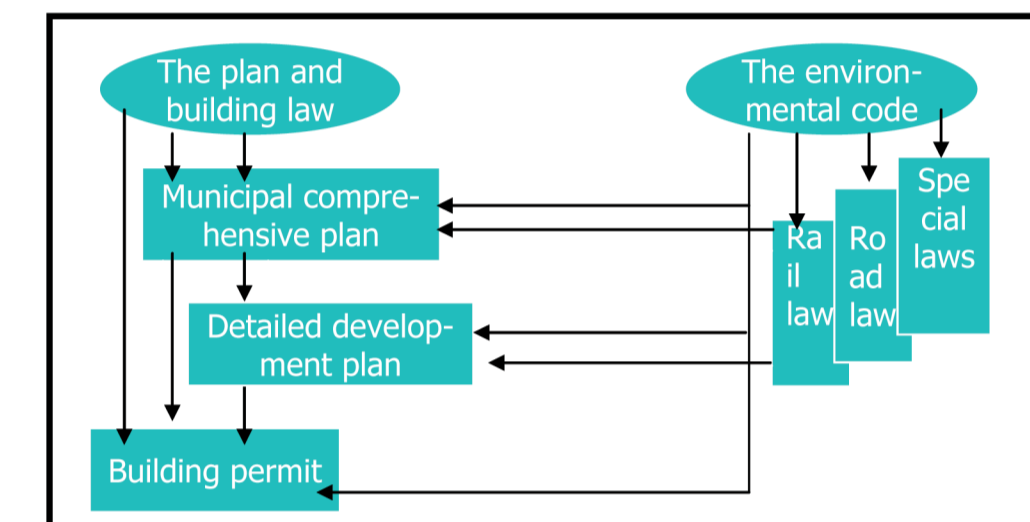 The plan and
building law
The environ-
mental code
Municipal compre-
hensive plan
Spe
cial
laws
Ra
il
law
Ro
ad
law
Detailed develop-
ment plan
Building permit